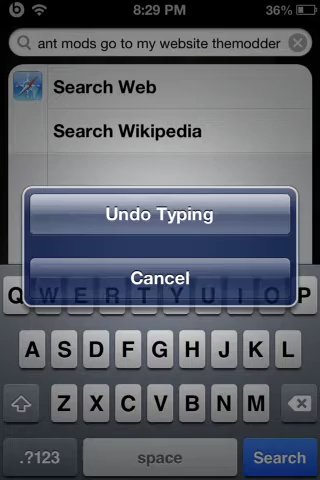 8:29 PM 36%
ant mods go to my website themodder
Search Web
Search Wikipedia
Undo Typing
Cancel
Q W E R T Y U I O P
A S D F G H J K L
Z X C V B N M
.?123 space Search